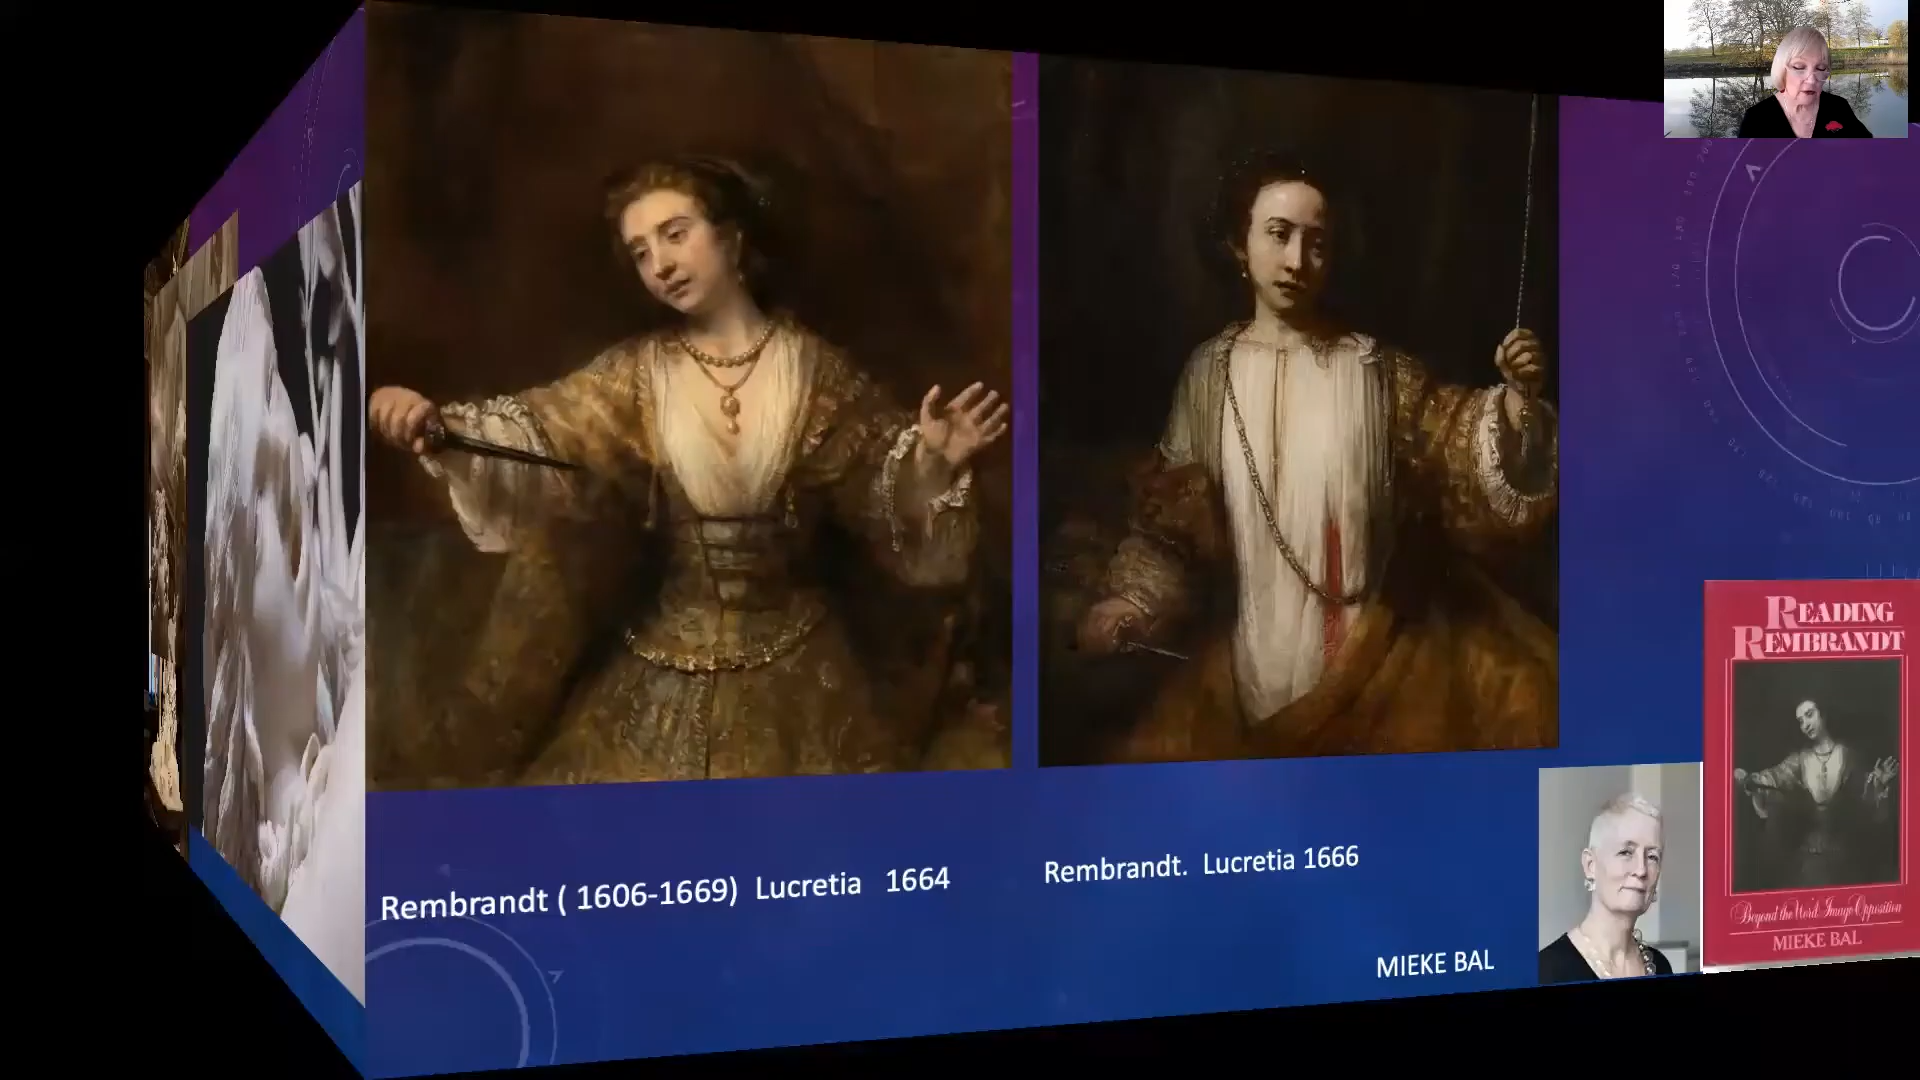 Rembrandt ( 1606-1669) Lucretia 1664
Rembrandt. Lucretia 1666
MIEKE BAL
READING
REMBRANDT
Beyond the Word-Image Opposition
MIEKE BAL